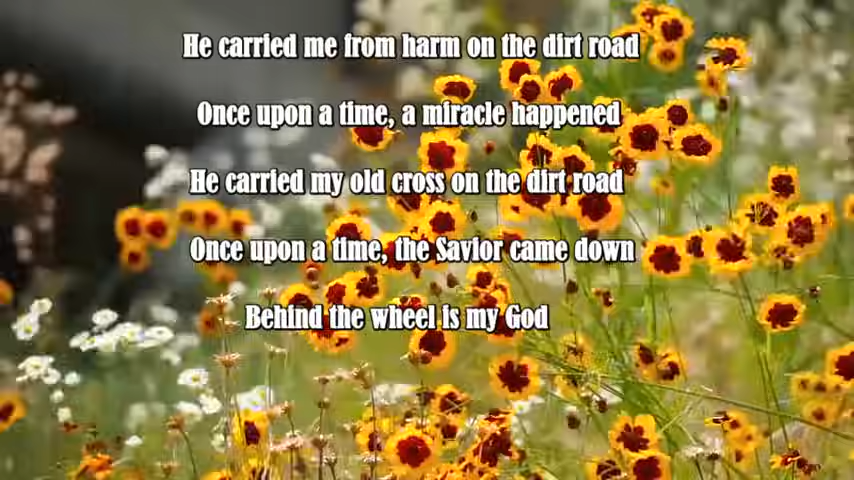 He carried me from harm on the dirt road
Once upon a time, a miracle happened
He carried my old cross on the dirt road
Once upon a time, the Savior came down
Behind the wheel is my God